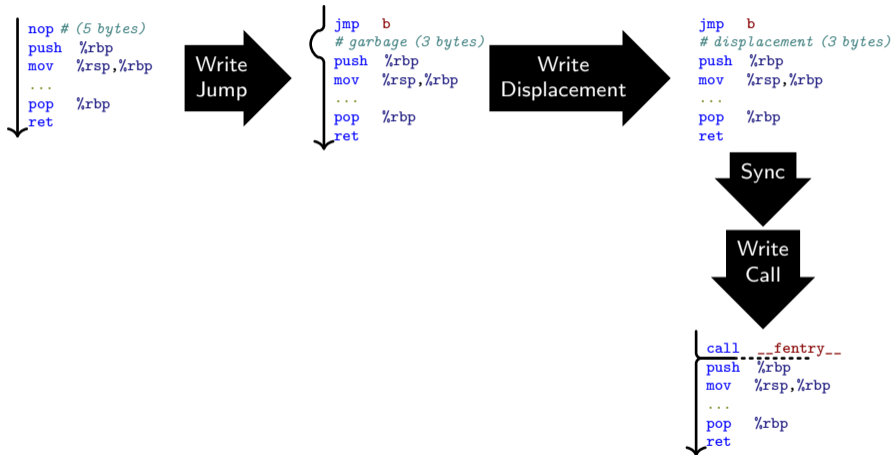 nop # (5 bytes)
push %rbp
mov %rsp,%rbp
...
pop %rbp
ret
Write
Jump
jmp b
# garbage (3 bytes)
push %rbp
mov %rsp,%rbp
...
pop %rbp
ret
Write
Displacement
jmp b
# displacement (3 bytes)
push %rbp
mov %rsp,%rbp
...
pop %rbp
ret
Sync
Write
Call
call __fentry__
push %rbp
mov %rsp,%rbp
...
pop %rbp
ret